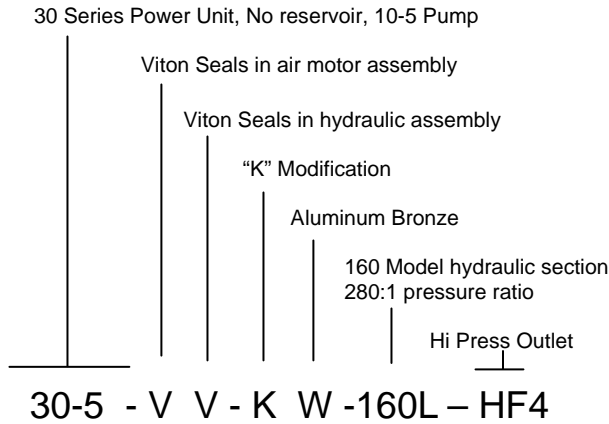 30 Series Power Unit, No reservoir, 10-5 Pump
Viton Seals in air motor assembly
Viton Seals in hydraulic assembly
“K” Modification
Aluminum Bronze
160 Model hydraulic section
280:1 pressure ratio
Hi Press Outlet
30-5 - V V - K W -160L – HF4